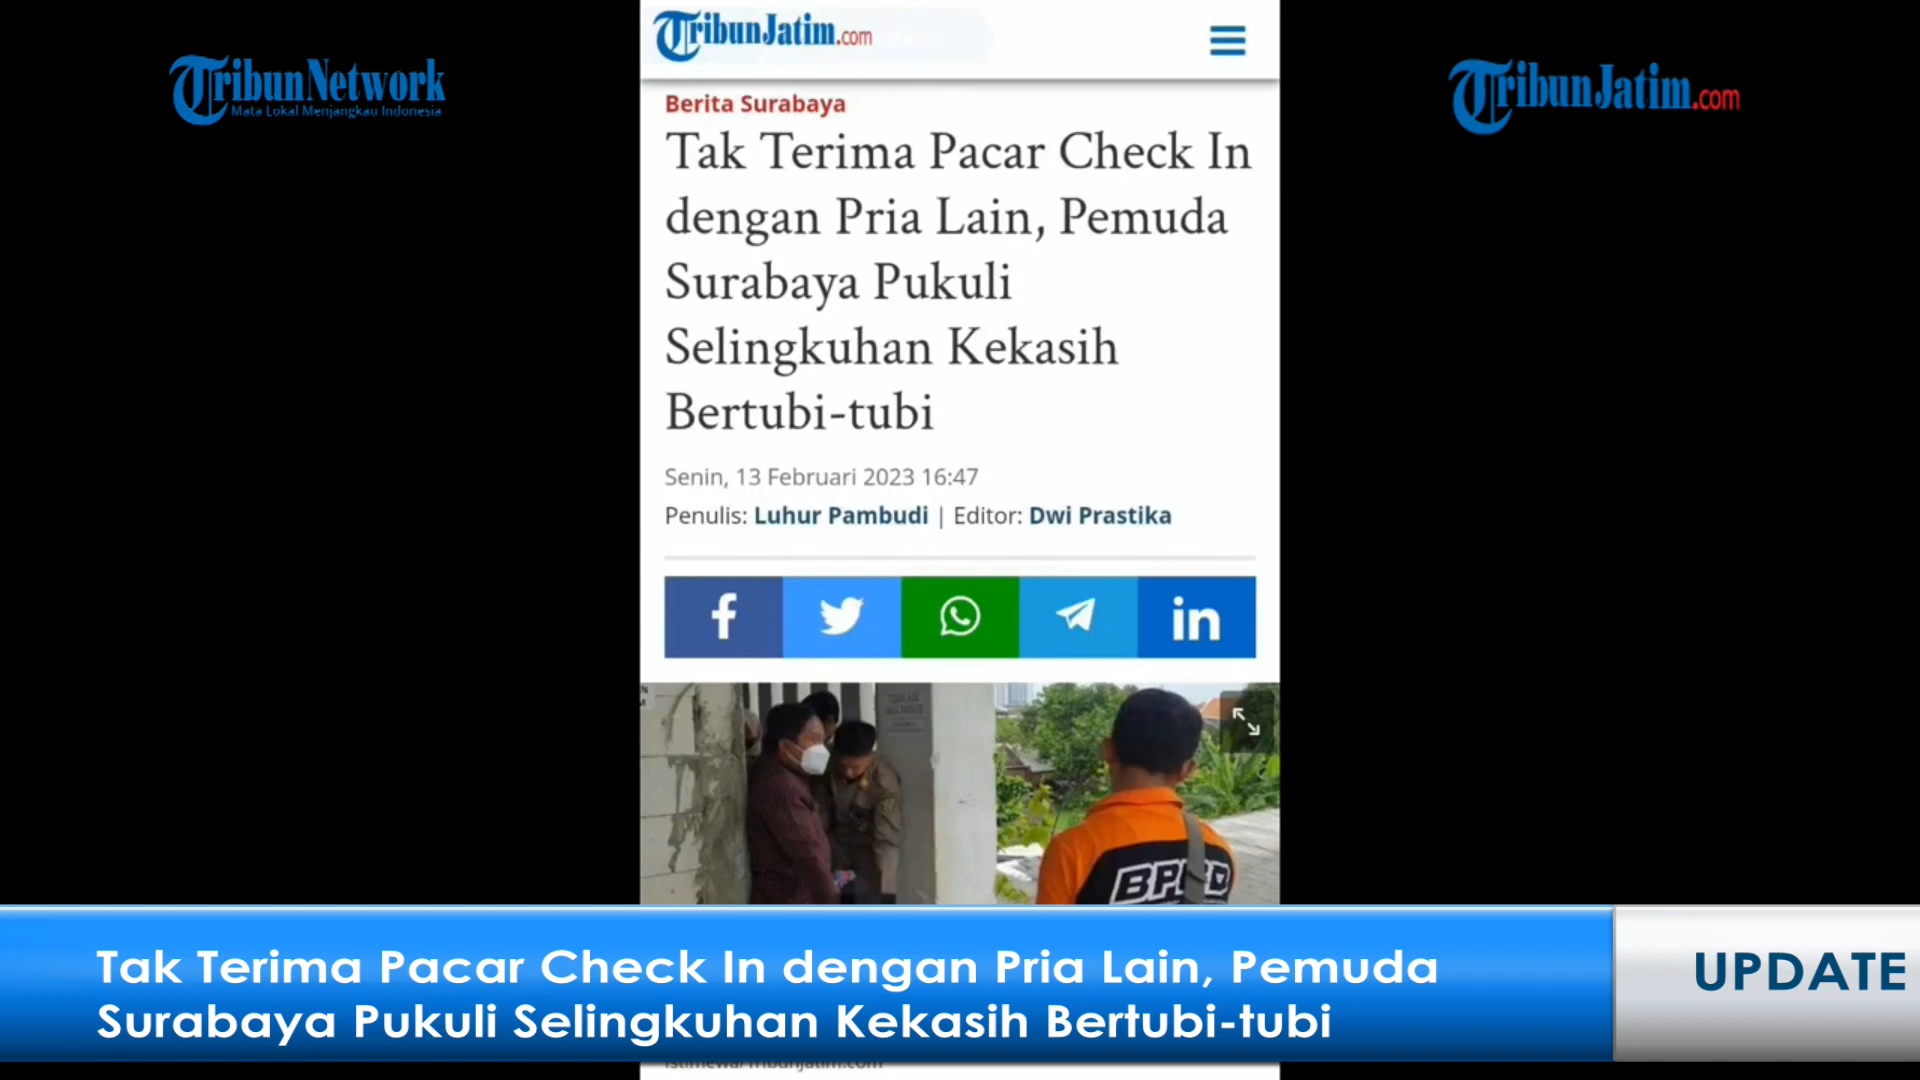 TribunJatim.com
TribunNetwork
Mata Lokal Menjangkau Indonesia
TribunJatim.com
Berita Surabaya
Tak Terima Pacar Check In
dengan Pria Lain, Pemuda
Surabaya Pukuli
Selingkuhan Kekasih
Bertubi-tubi
Senin, 13 Februari 2023 16:47
Penulis: Luhur Pambudi | Editor: Dwi Prastika
f
in
Tak Terima Pacar Check In dengan Pria Lain, Pemuda
Surabaya Pukuli Selingkuhan Kekasih Bertubi-tubi
UPDATE